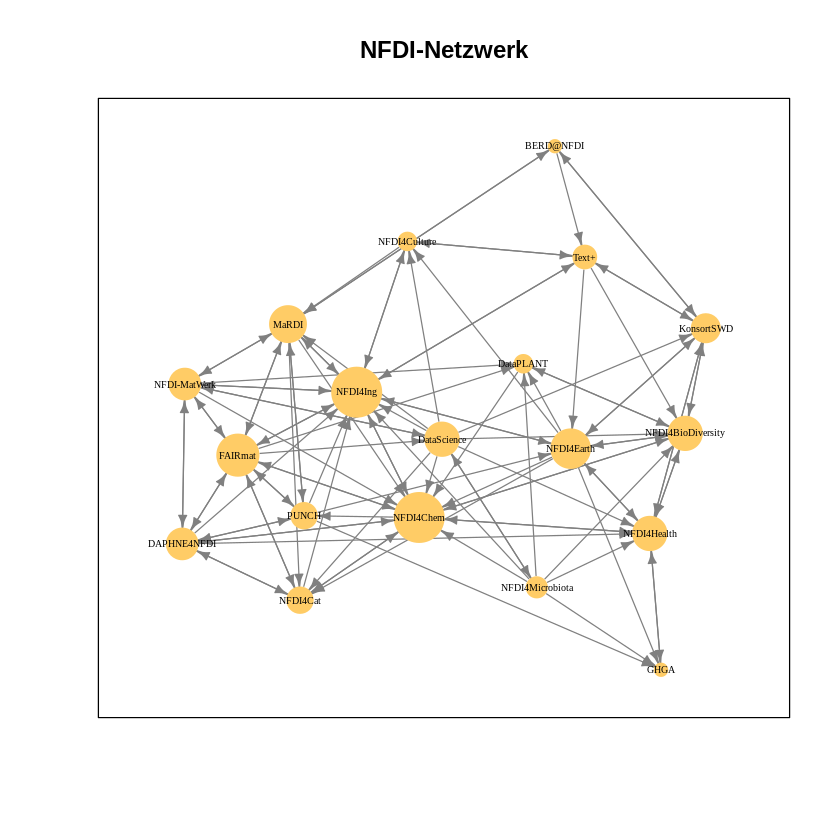 NFDI-Netzwerk
BERD@NFDI
NFDI4Culture
Text+
MaRDI
KonsortSWD
DataPLANT
NFDI-MatWerk
NFDI4Ing
NFDI4BioDiversity
DataScience
NFDI4Earth
FAIRmat
PUNCH
NFDI4Chem
NFDI4Health
DAPHNE4NFDI
NFDI4Microbiota
NFDI4Cat
GHGA